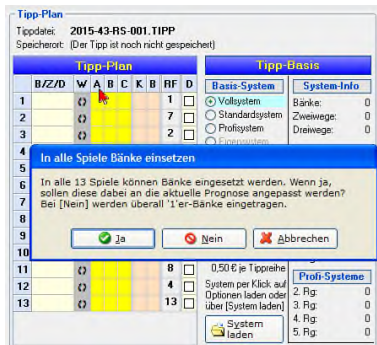 Tipp-Plan
Tippdatei: 2015-43-RS-001.TIPP
Speicherort: (Der Tipp ist noch nicht gespeichert)
Tipp-Plan
Tipp-Basis
B/Z/D W A B C K B RF D
Basis-System
System-Info
1 () 1
Vollsystem
Bänke: 0
2 () 7
Standardsystem
Zweiwege: 0
3 () 2
Profisystem
Dreiwege: 0
4
Eigensystem
In alle Spiele Bänke einsetzen
5
In alle 13 Spiele können Bänke eingesetzt werden. Wenn ja,
6
sollen diese dabei an die aktuelle Prognose angepasst werden?
7
Bei [Nein] werden überall '1'er-Bänke eingetragen.
8
9
Ja
Nein
Abbrechen
10
11 () 8
0,50 € je Tippreihe
Profi-Systeme
12 () 4
System per Klick auf
2. Rg: 0
13 () 13
Optionen laden oder
3. Rg: 0
über [System laden]
4. Rg: 0
System
laden
5. Rg: 0